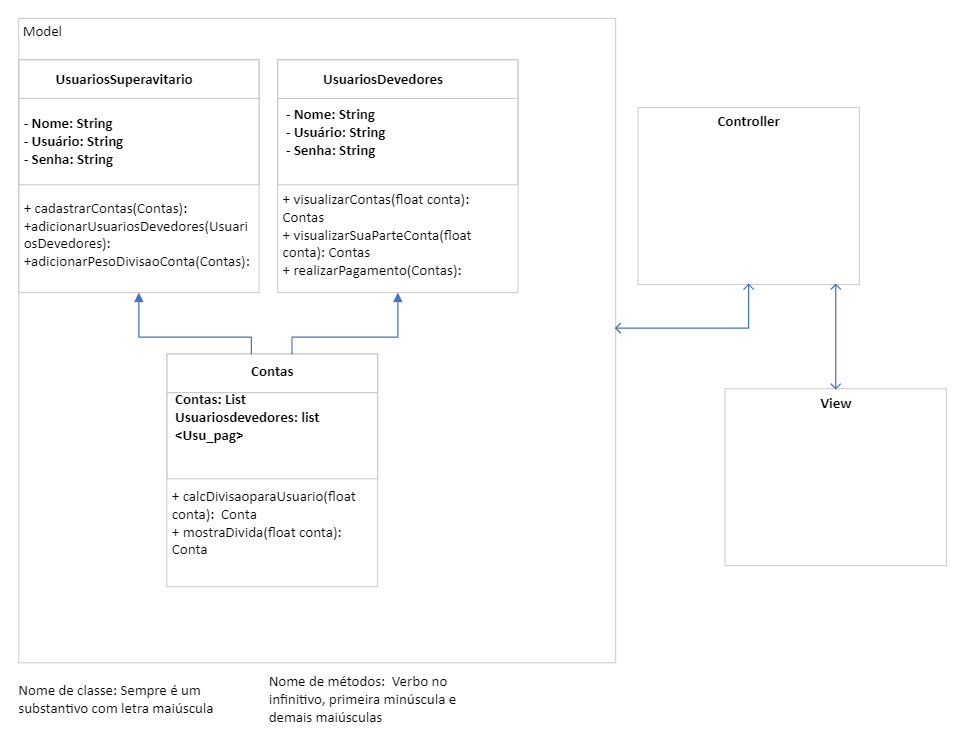 Model
UsuariosSuperavitario
- Nome: String
- Usuário: String
- Senha: String
+ cadastrarContas(Contas):
+adicionarUsuariosDevedores(Usuari
osDevedores):
+adicionarPesoDivisaoConta(Contas):
UsuariosDevedores
- Nome: String
- Usuário: String
- Senha: String
+ visualizarContas(float conta):
Contas
+ visualizarSuaParteConta(float
conta): Contas
+ realizarPagamento(Contas):
Contas
Contas: List
Usuariosdevedores: list
<Usu_pag>
+ calcDivisaoparaUsuario(float
conta):  Conta
+ mostraDivida(float conta):
Conta
Controller
View
Nome de classe: Sempre é um
substantivo com letra maiúscula
Nome de métodos:  Verbo no
infinitivo, primeira minúscula e
demais maiúsculas